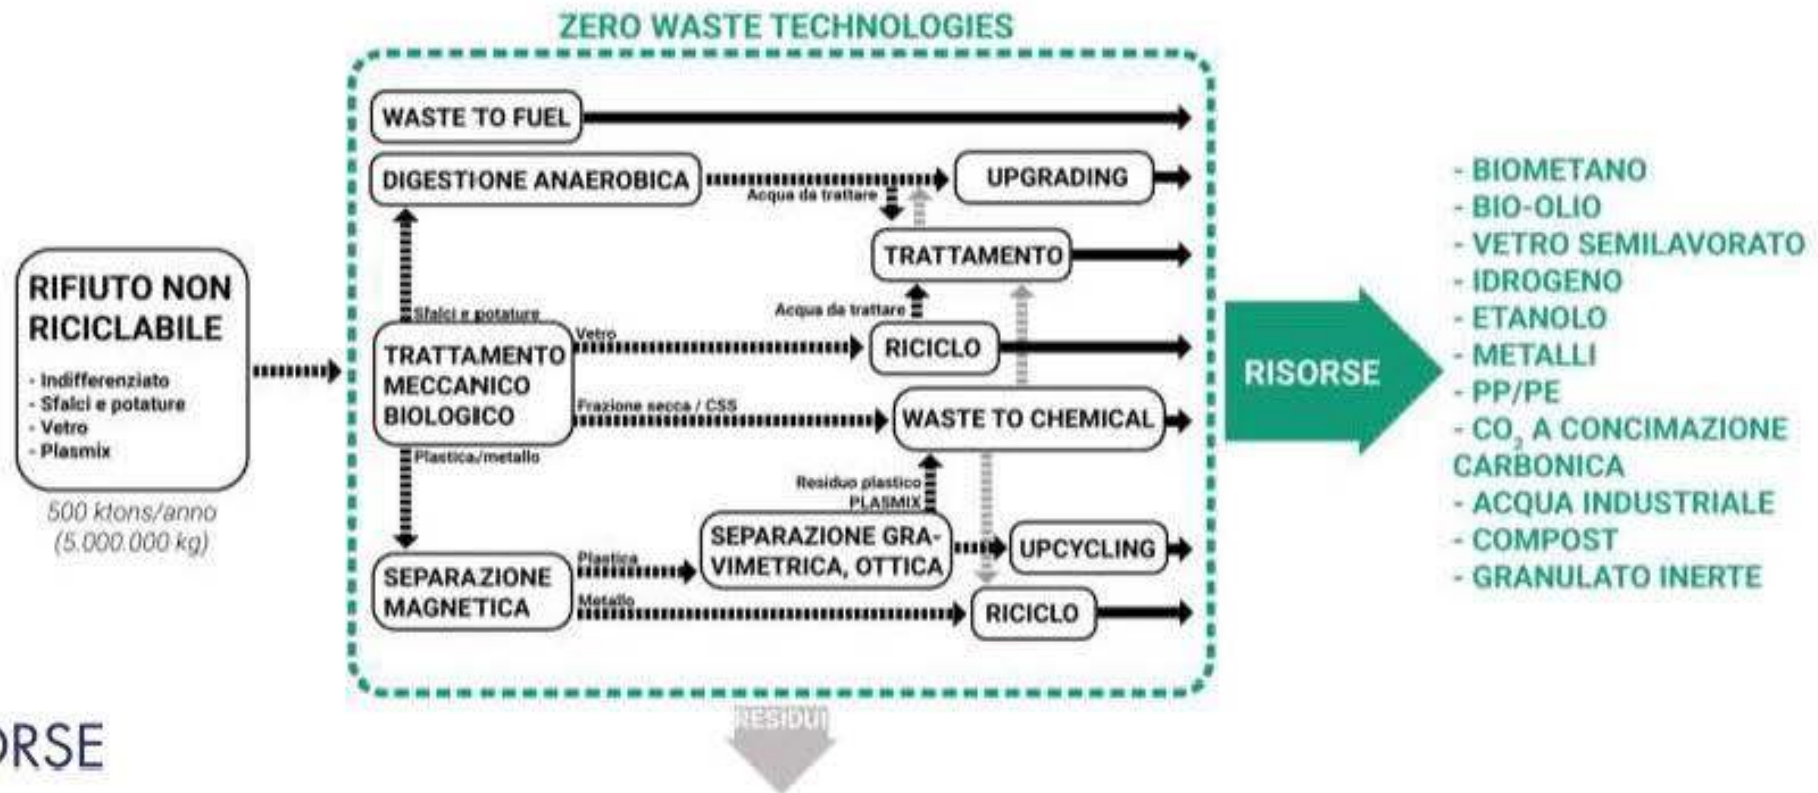 ZERO WASTE TECHNOLOGIES
WASTE TO FUEL
DIGESTIONE ANAEROBICA
Acqua da trattare
UPGRADING
TRATTAMENTO
Acqua da trattare
RIFIUTO NON
RICICLABILE
- Indifferenziato
- Sfalci e potature
- Vetro
- Plasmix
500 ktons/anno
(5.000.000 kg)
Sfalci e potature
TRATTAMENTO
MECCANICO
BIOLOGICO
Vetro
RICICLO
Frazione secca / CSS
WASTE TO CHEMICAL
Plastica/metallo
Residuo plastico
PLASMIX
SEPARAZIONE GRA-
VIMETRICA, OTTICA
UPCYCLING
SEPARAZIONE
MAGNETICA
Plastica
Metallo
RICICLO
RISORSE
- BIOMETANO
- BIO-OLIO
- VETRO SEMILAVORATO
- IDROGENO
- ETANOLO
- METALLI
- PP/PE
- CO₂ A CONCIMAZIONE
CARBONICA
- ACQUA INDUSTRIALE
- COMPOST
- GRANULATO INERTE
RESIDUI
ORSE